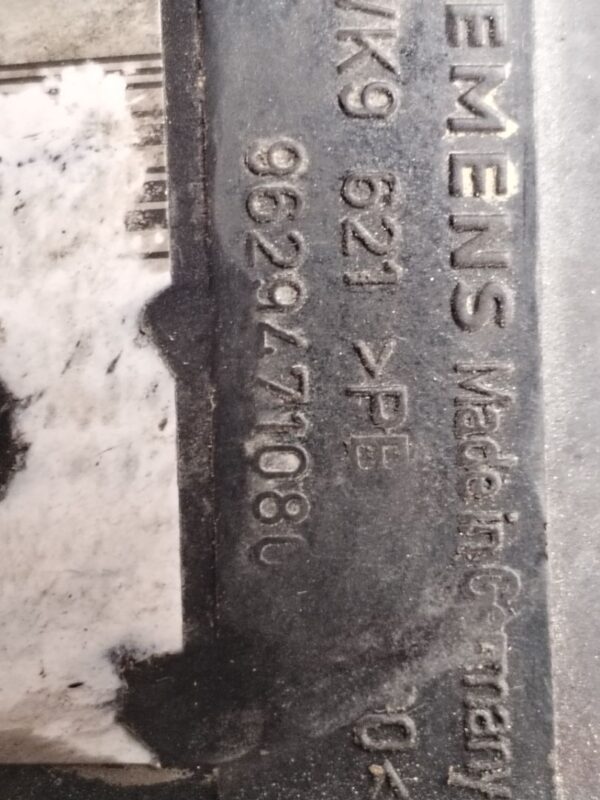 EMENS Made in Germany
VK9 621 >PE
9629471080